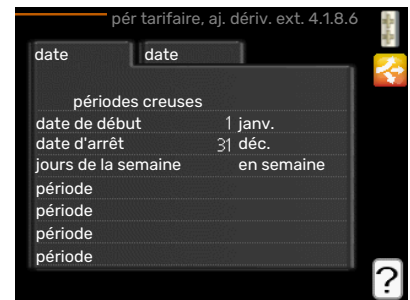 pér tarifaire, aj. dériv. ext. 4.1.8.6
date date
périodes creuses
date de début 1 janv.
date d'arrêt 31 déc.
jours de la semaine en semaine
période
période
période
période
?